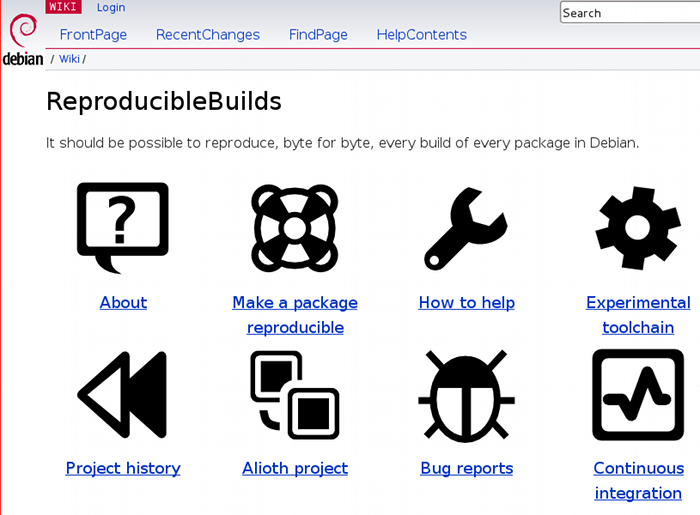 WIKI Login
Search
FrontPage RecentChanges FindPage HelpContents
debian / Wiki /
ReproducibleBuilds
It should be possible to reproduce, byte for byte, every build of every package in Debian.
?
About Make a package How to help Experimental
reproducible toolchain
Project history Alioth project Bug reports Continuous
integration